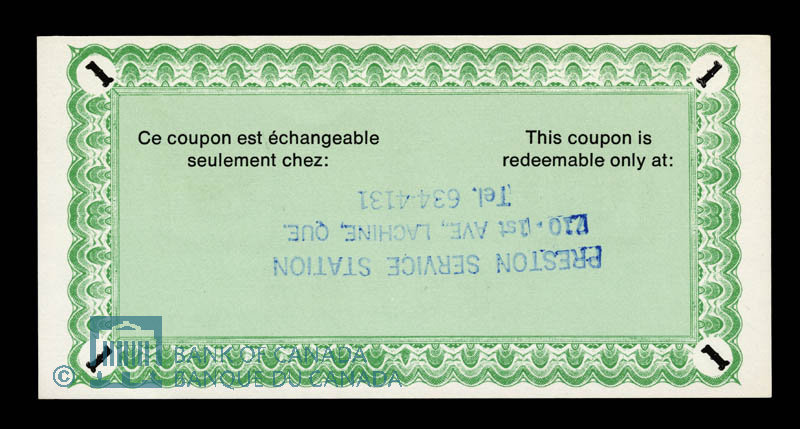 1 1
Ce coupon est échangeable
seulement chez:
This coupon is
redeemable only at:
PRESTON SERVICE STATION
710 - 1st AVE, LACHINE, QUE.
Tel. 634-4131
1 1
© BANK OF CANADA
BANQUE DU CANADA